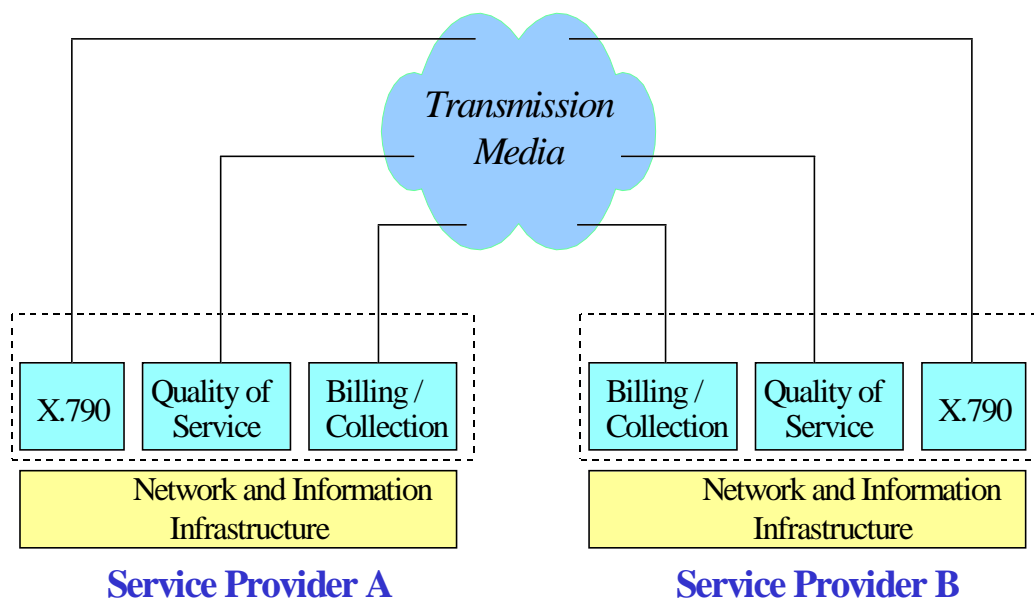 Transmission
Media
X.790
Quality of
Service
Billing /
Collection
Billing /
Collection
Quality of
Service
X.790
Network and Information
Infrastructure
Network and Information
Infrastructure
Service Provider A
Service Provider B